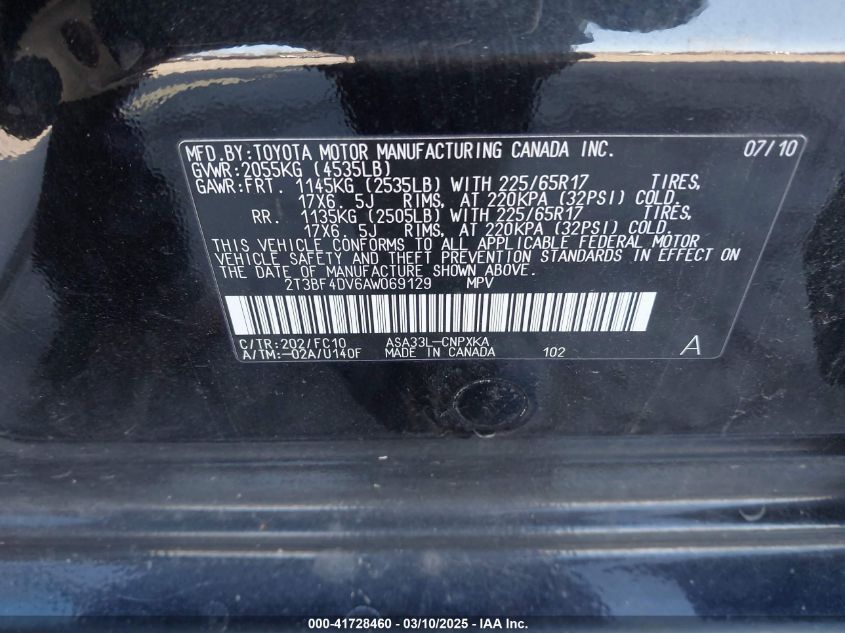 MFD.BY:TOYOTA MOTOR MANUFACTURING CANADA INC. 07/10
GVWR:2055KG (4535LB)
GAWR:FRT. 1145KG (2535LB) WITH 225/65R17 TIRES,
17X6. 5J RIMS, AT 220KPA (32PSI) COLD.
RR. 1135KG (2505LB) WITH 225/65R17 TIRES,
17X6. 5J RIMS, AT 220KPA (32PSI) COLD.
THIS VEHICLE CONFORMS TO ALL APPLICABLE FEDERAL MOTOR
VEHICLE SAFETY AND THEFT PREVENTION STANDARDS IN EFFECT ON
THE DATE OF MANUFACTURE SHOWN ABOVE.
2T3BF4DV6AW069129 MPV
C/TR:202/FC10 ASA33L-CNPXKA
A/TM:-02A/U140F MADE IN CANADA 102 A
000-41728460 - 03/10/2025 - IAA Inc.